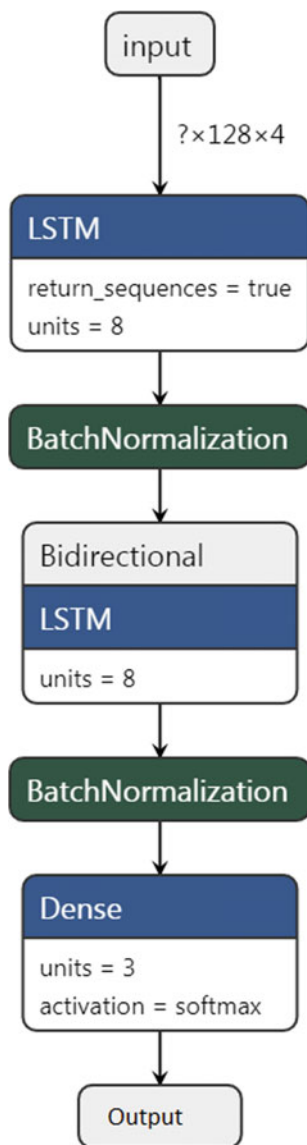 input
?×128×4
LSTM
return_sequences = true
units = 8
BatchNormalization
Bidirectional
LSTM
units = 8
BatchNormalization
Dense
units = 3
activation = softmax
Output